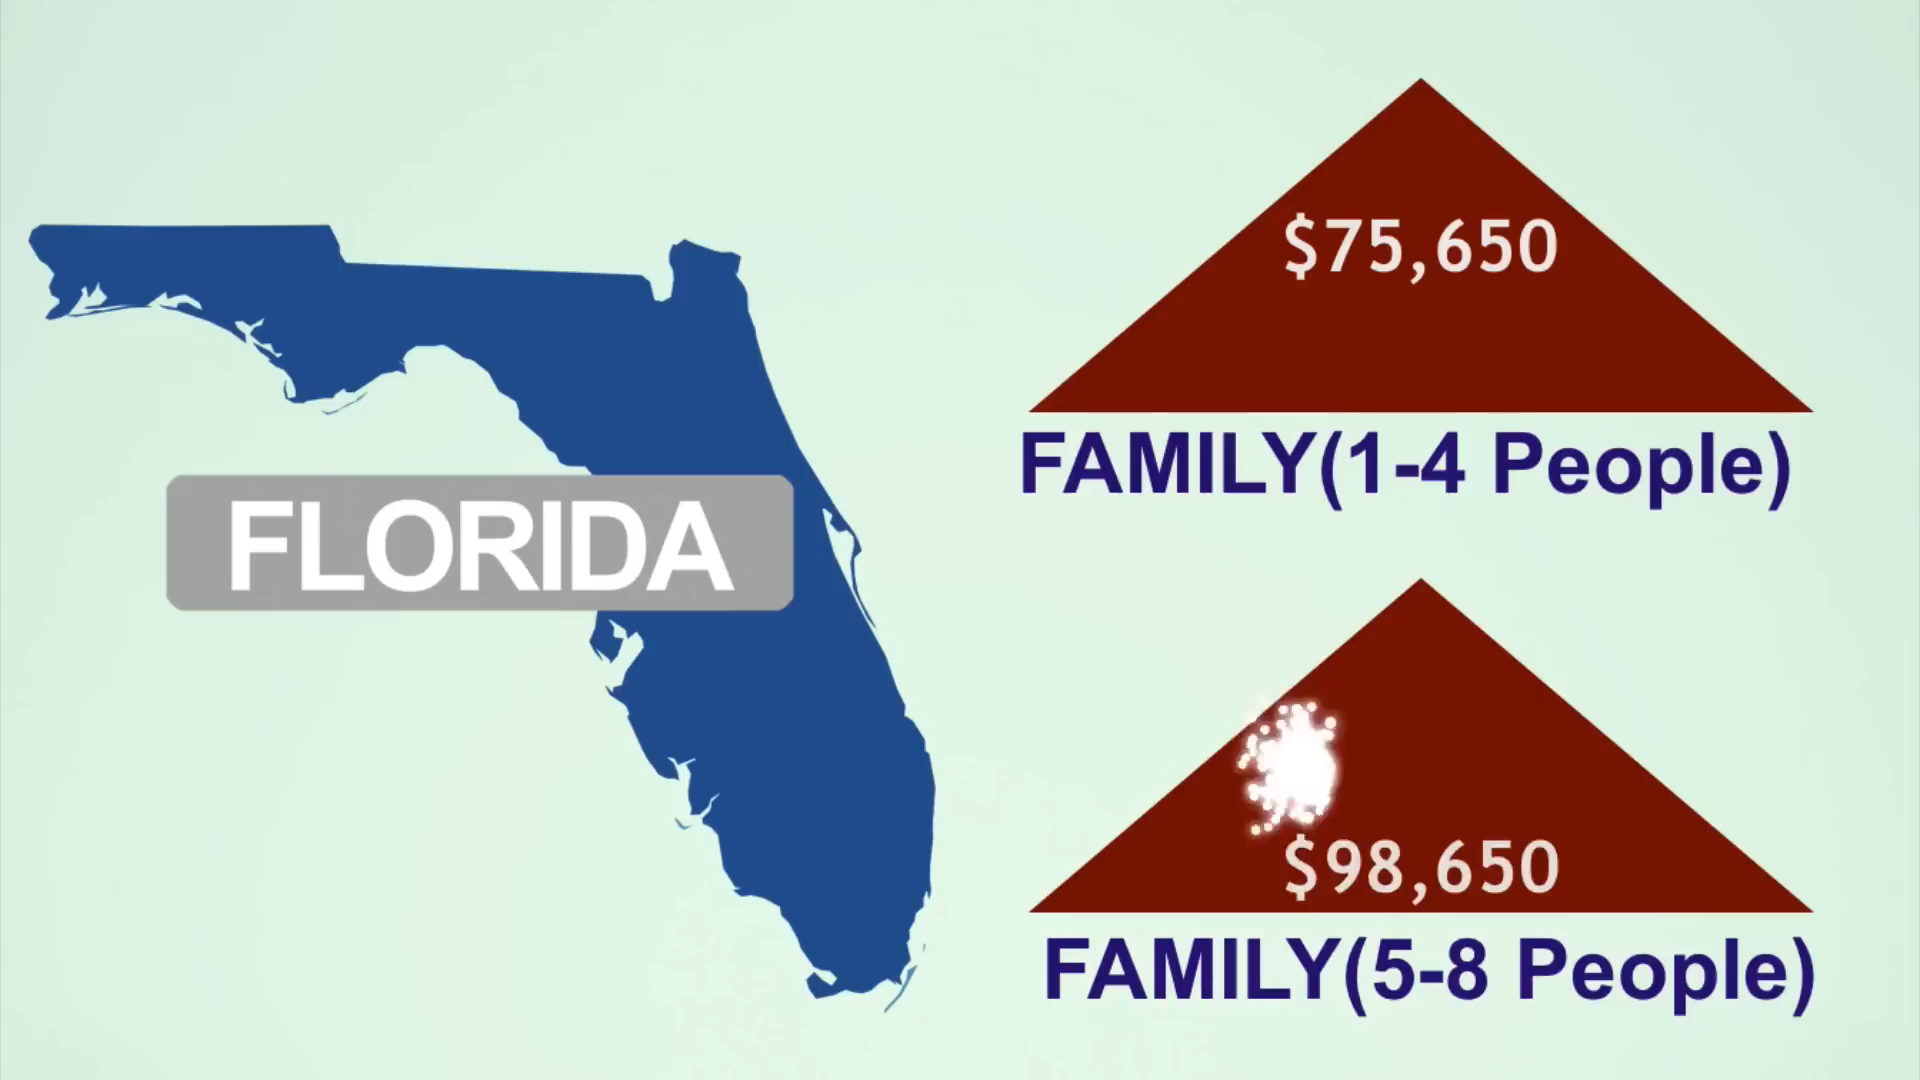 FLORIDA
$75,650
FAMILY(1-4 People)
$98,650
FAMILY(5-8 People)